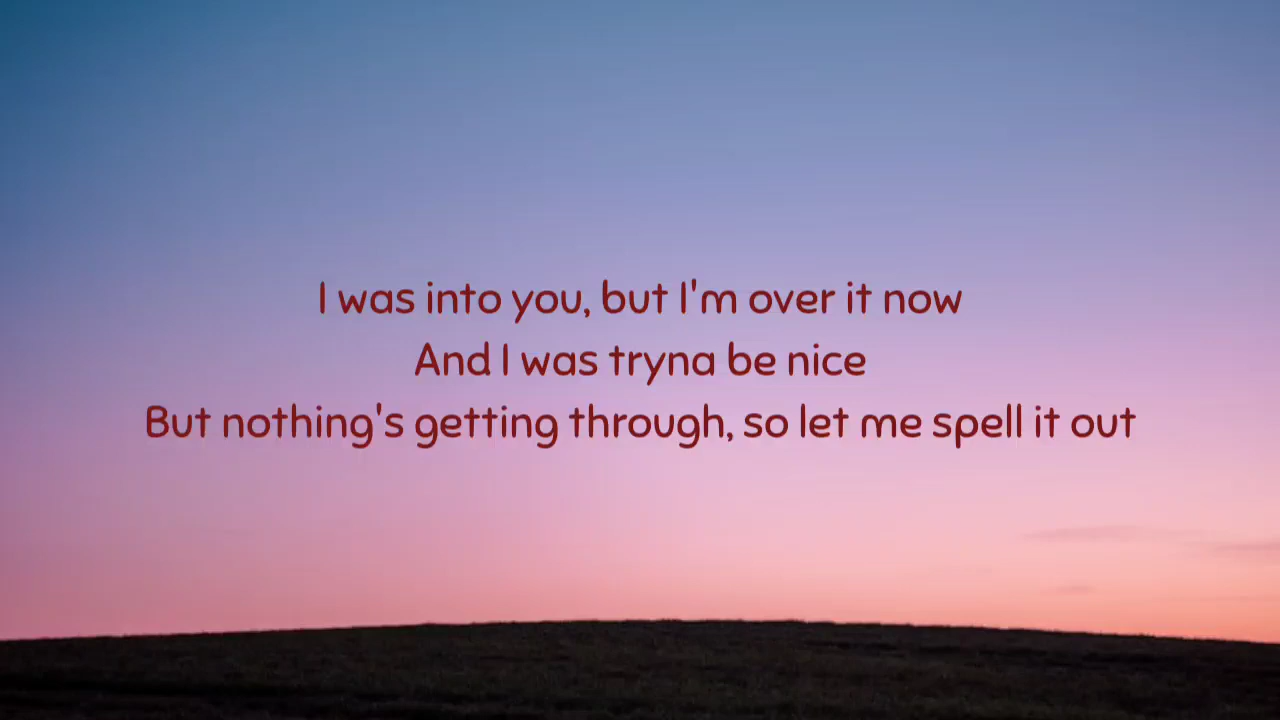 I was into you, but I'm over it now
And I was tryna be nice
But nothing's getting through, so let me spell it out